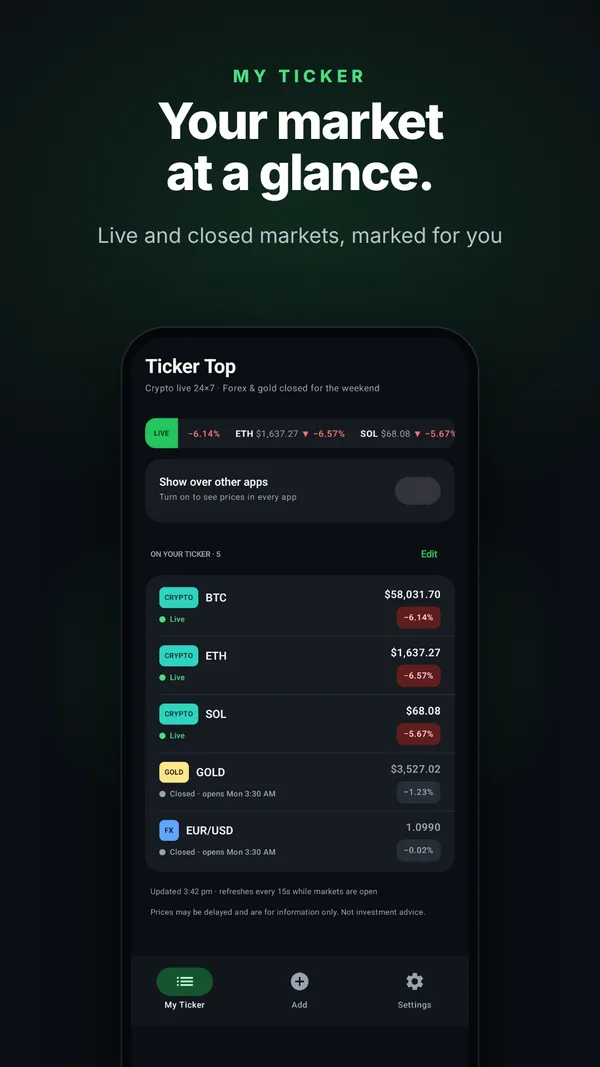 MY TICKER
Your market
at a glance.
Live and closed markets, marked for you
Ticker Top
Crypto live 24×7 · Forex & gold closed for the weekend
LIVE −6.14% ETH $1,637.27 ▼ −6.57% SOL $68.08 ▼ −5.67%
Show over other apps
Turn on to see prices in every app
ON YOUR TICKER · 5 Edit
CRYPTO BTC $58,031.70
Live −6.14%
CRYPTO ETH $1,637.27
Live −6.57%
CRYPTO SOL $68.08
Live −5.67%
GOLD GOLD $3,527.02
Closed · opens Mon 3:30 AM −1.23%
FX EUR/USD 1.0990
Closed · opens Mon 3:30 AM −0.02%
Updated 3:42 pm · refreshes every 15s while markets are open
Prices may be delayed and are for information only. Not investment advice.
My Ticker Add Settings